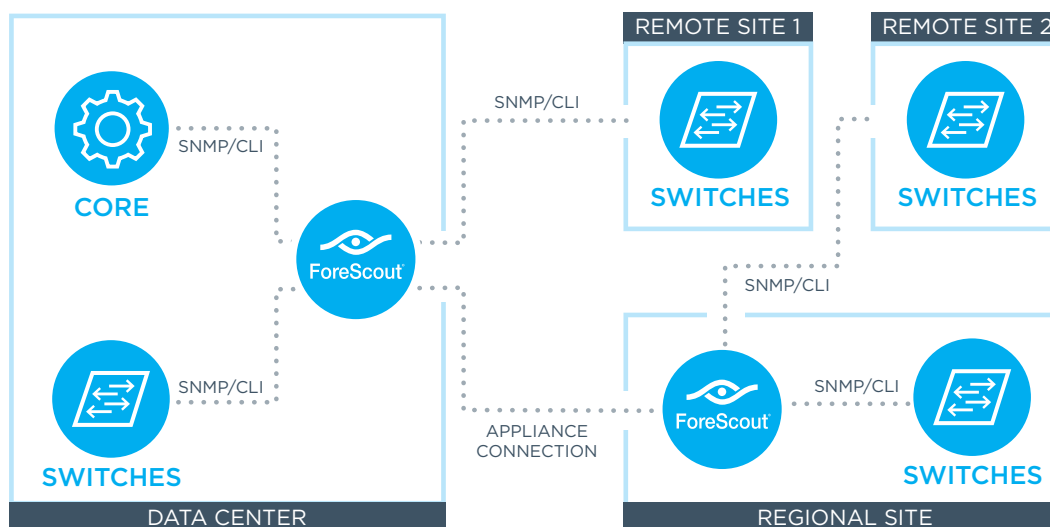 REMOTE SITE 1
REMOTE SITE 2
SNMP/CLI
SNMP/CLI
CORE
SWITCHES
SWITCHES
ForeScout
SNMP/CLI
SNMP/CLI
SNMP/CLI
ForeScout
APPLIANCE
CONNECTION
SWITCHES
SWITCHES
DATA CENTER
REGIONAL SITE